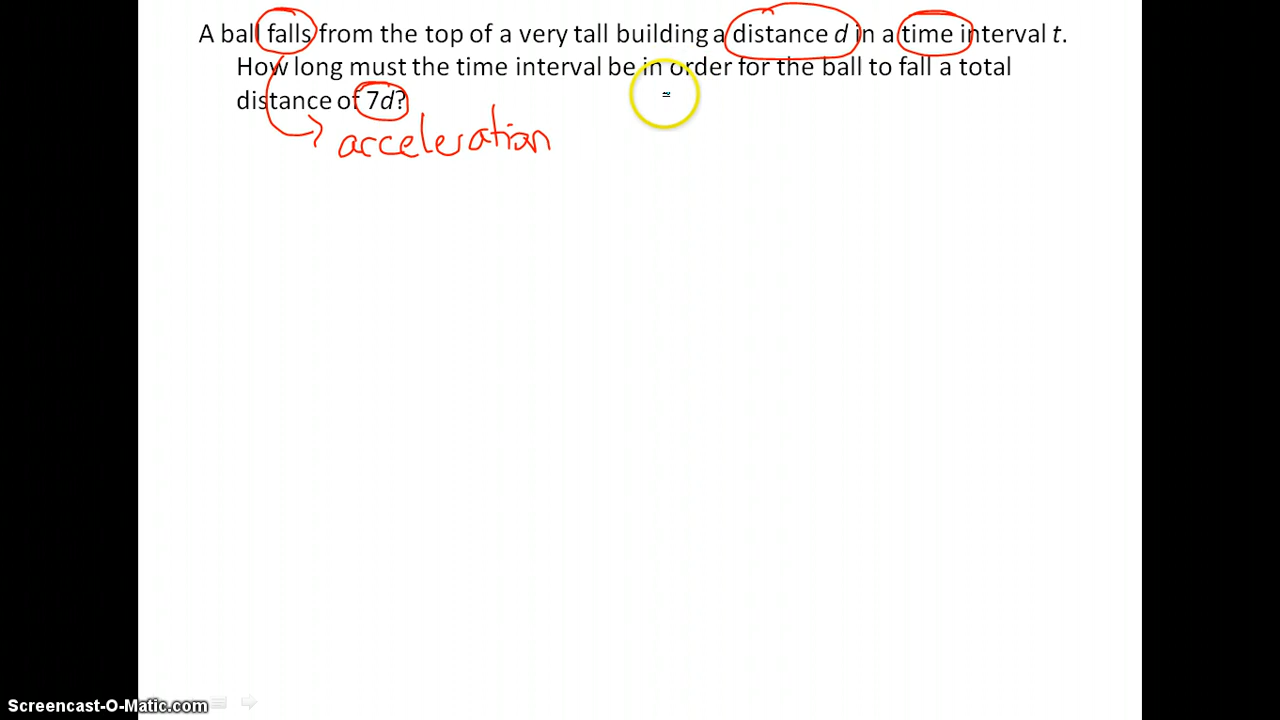 A ball falls from the top of a very tall building a distance d in a time interval t.
How long must the time interval be in order for the ball to fall a total
distance of 7d?
acceleration
Screencast-O-Matic.com